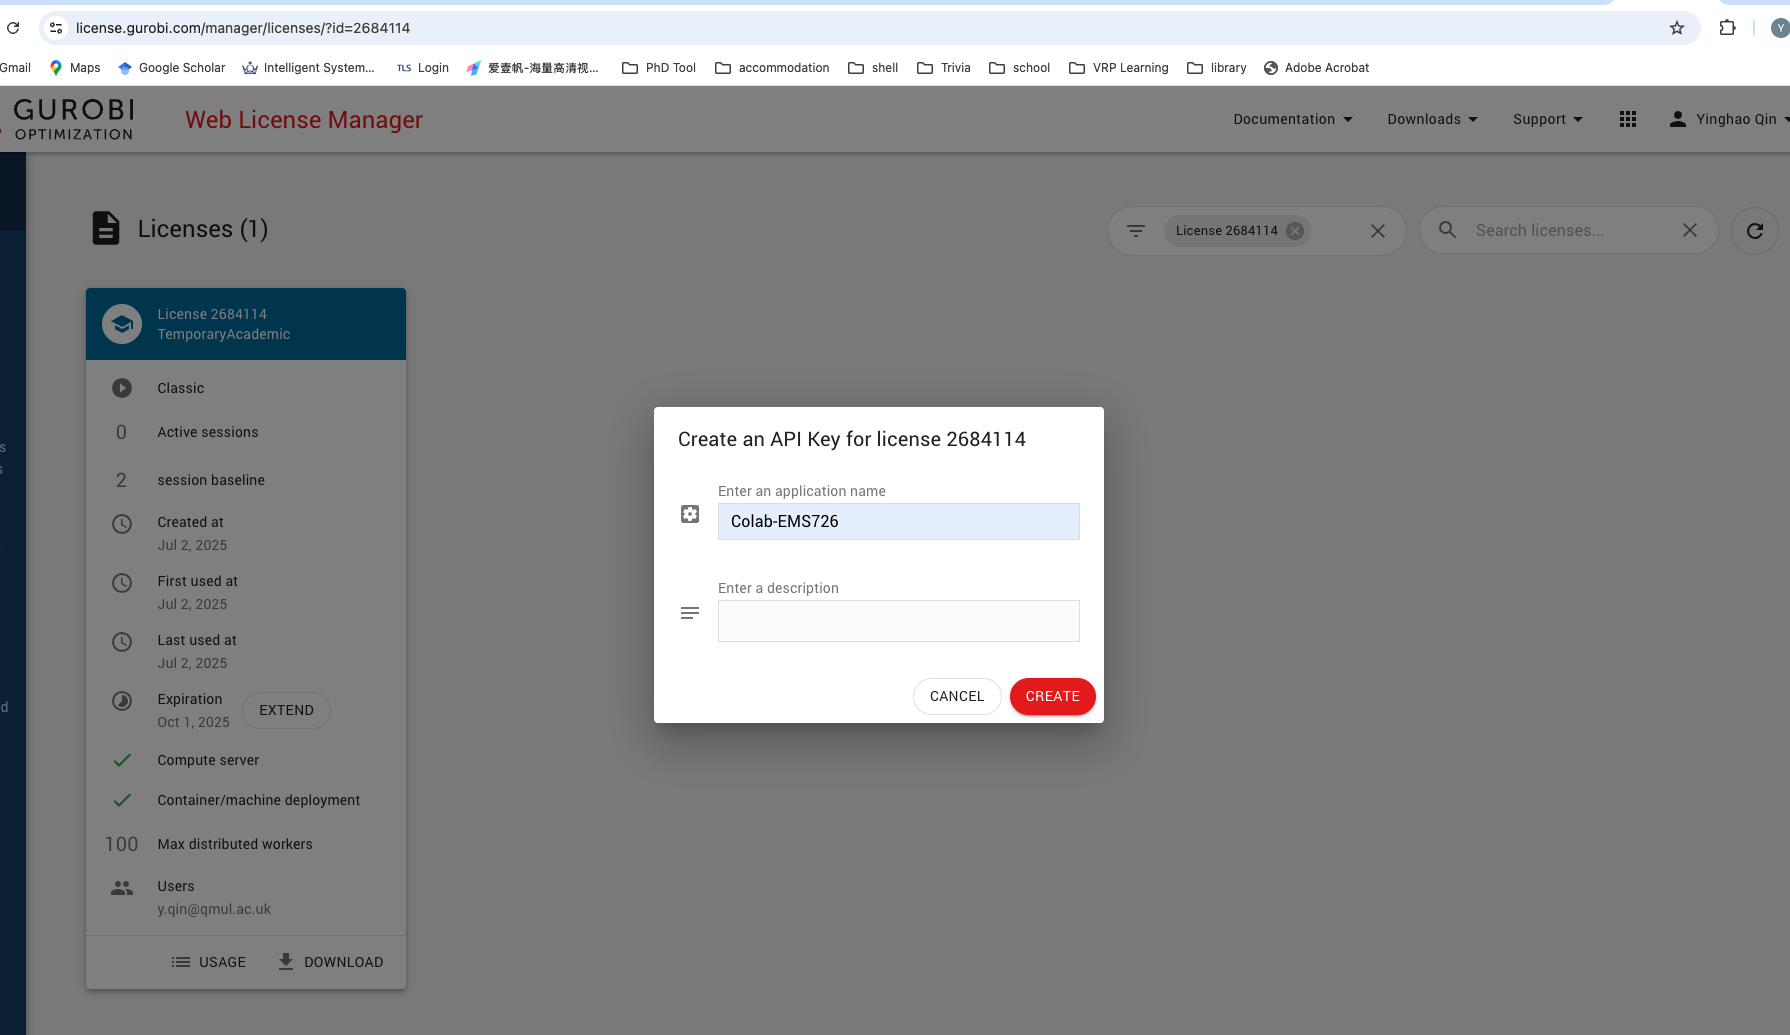 license.gurobi.com/manager/licenses/?id=2684114
Y
Gmail
Maps
Google Scholar
Intelligent System...
TLS Login
爱壹帆-海量高清视...
PhD Tool
accommodation
shell
Trivia
school
VRP Learning
library
Adobe Acrobat
GUROBI
OPTIMIZATION
Web License Manager
Documentation
Downloads
Support
Yinghao Qin
Licenses (1)
License 2684114
Search licenses...
License 2684114
TemporaryAcademic
Classic
0 Active sessions
2 session baseline
Created at
Jul 2, 2025
First used at
Jul 2, 2025
Last used at
Jul 2, 2025
Expiration
Oct 1, 2025
EXTEND
Compute server
Container/machine deployment
100 Max distributed workers
Users
y.qin@qmul.ac.uk
USAGE
DOWNLOAD
Create an API Key for license 2684114
Enter an application name
Colab-EMS726
Enter a description
CANCEL
CREATE